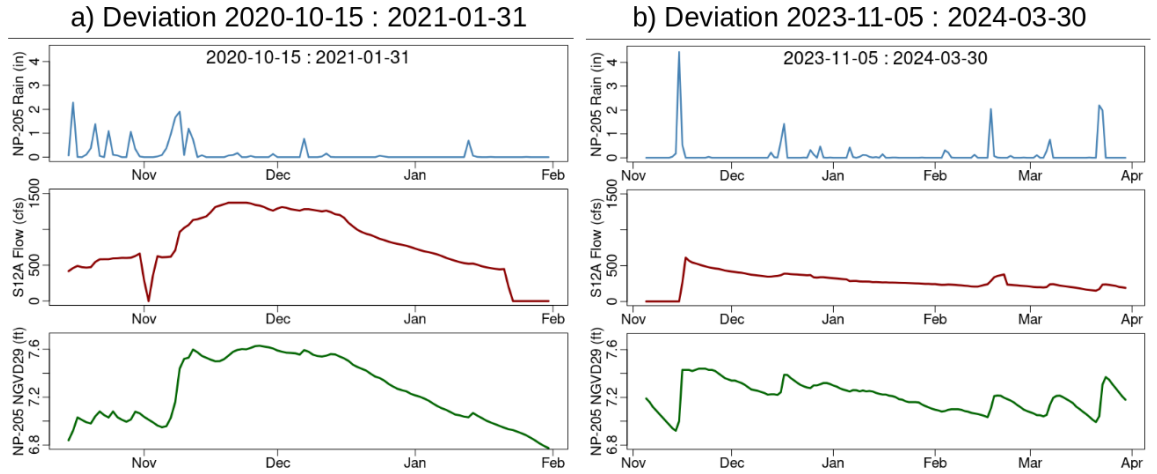 a) Deviation 2020-10-15 : 2021-01-31
2020-10-15 : 2021-01-31
NP-205 Rain (in)
4
3
2
1
0
Nov Dec Jan Feb
S12A Flow (cfs)
1500
500
0
Nov Dec Jan Feb
NP-205 NGVD29 (ft)
7.6
7.2
6.8
Nov Dec Jan Feb
b) Deviation 2023-11-05 : 2024-03-30
2023-11-05 : 2024-03-30
NP-205 Rain (in)
4
3
2
1
0
Nov Dec Jan Feb Mar Apr
S12A Flow (cfs)
1500
500
0
Nov Dec Jan Feb Mar Apr
NP-205 NGVD29 (ft)
7.6
7.2
6.8
Nov Dec Jan Feb Mar Apr